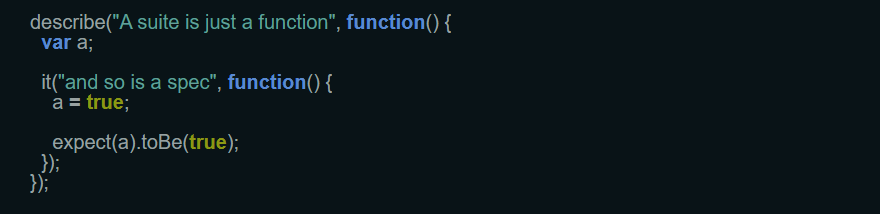 describe("A suite is just a function", function() {
  var a;

  it("and so is a spec", function() {
    a = true;

    expect(a).toBe(true);
  });
});